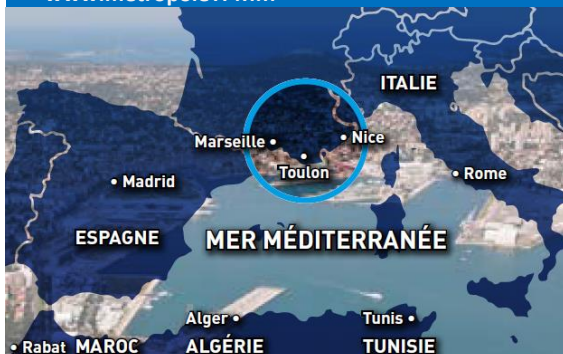 ITALIE
Marseille •
• Nice
Toulon
• Madrid
• Rome
ESPAGNE
MER MÉDITERRANÉE
Alger •
Tunis •
• Rabat MAROC
ALGÉRIE
TUNISIE